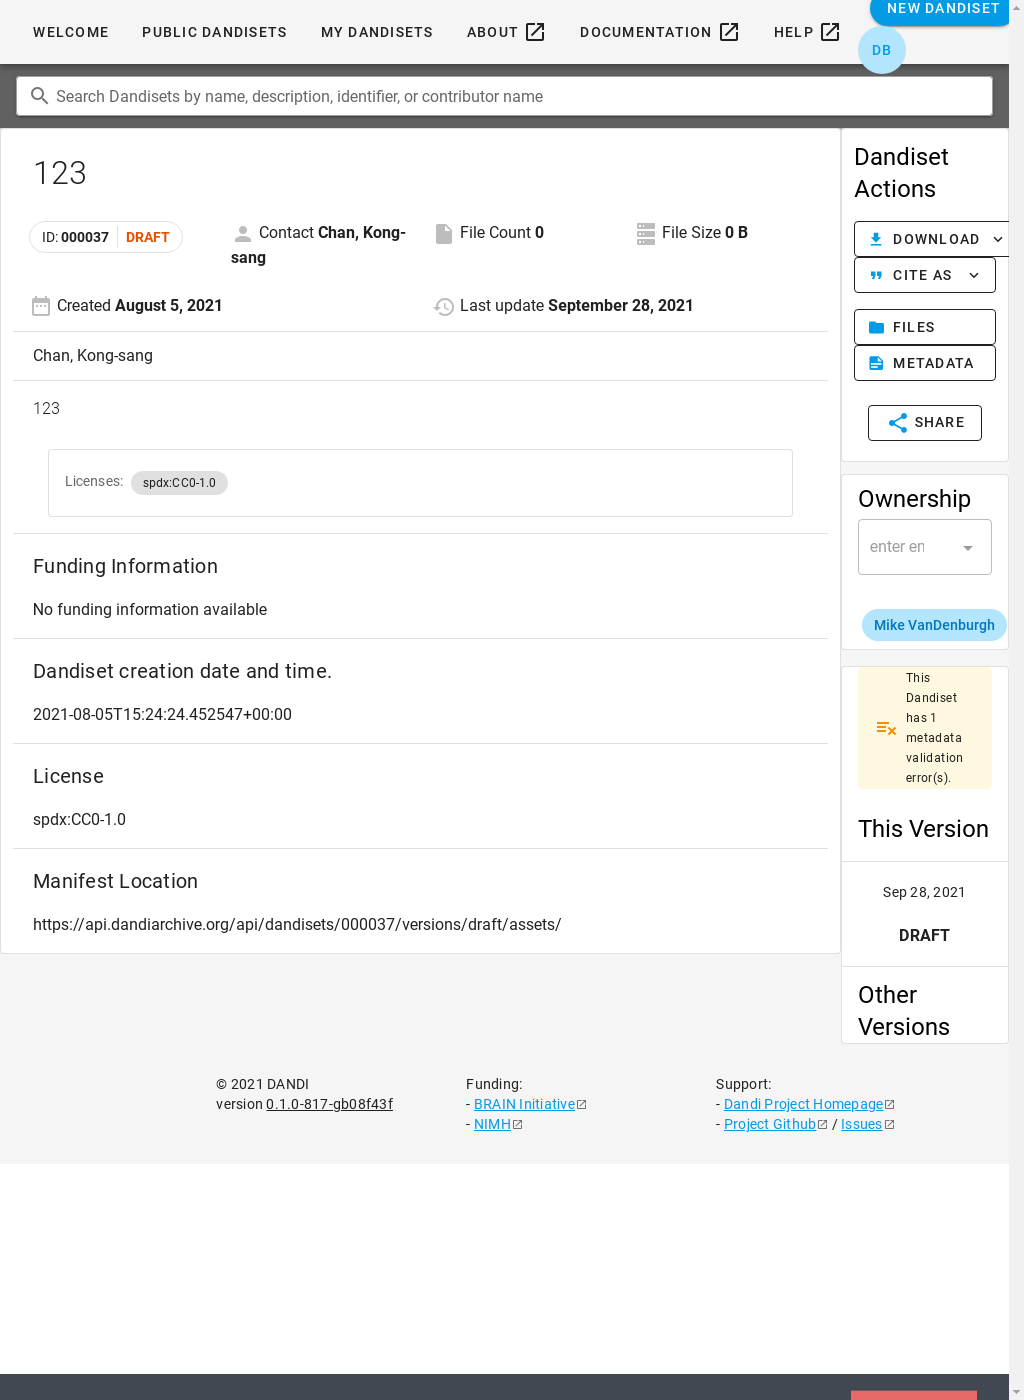 WELCOME PUBLIC DANDISETS MY DANDISETS ABOUT DOCUMENTATION HELP NEW DANDISET
DB
Search Dandisets by name, description, identifier, or contributor name
123
ID: 000037 DRAFT
Contact Chan, Kong-
sang
File Count 0
File Size 0 B
Created August 5, 2021
Last update September 28, 2021
Chan, Kong-sang
123
Licenses: spdx:CC0-1.0
Funding Information
No funding information available
Dandiset creation date and time.
2021-08-05T15:24:24.452547+00:00
License
spdx:CC0-1.0
Manifest Location
https://api.dandiarchive.org/api/dandisets/000037/versions/draft/assets/
Dandiset
Actions
DOWNLOAD
CITE AS
FILES
METADATA
SHARE
Ownership
enter en
Mike VanDenburgh
This
Dandiset
has 1
metadata
validation
error(s).
This Version
Sep 28, 2021
DRAFT
Other
Versions
© 2021 DANDI
version 0.1.0-817-gb08f43f
Funding:
- BRAIN Initiative
- NIMH
Support:
- Dandi Project Homepage
- Project Github / Issues